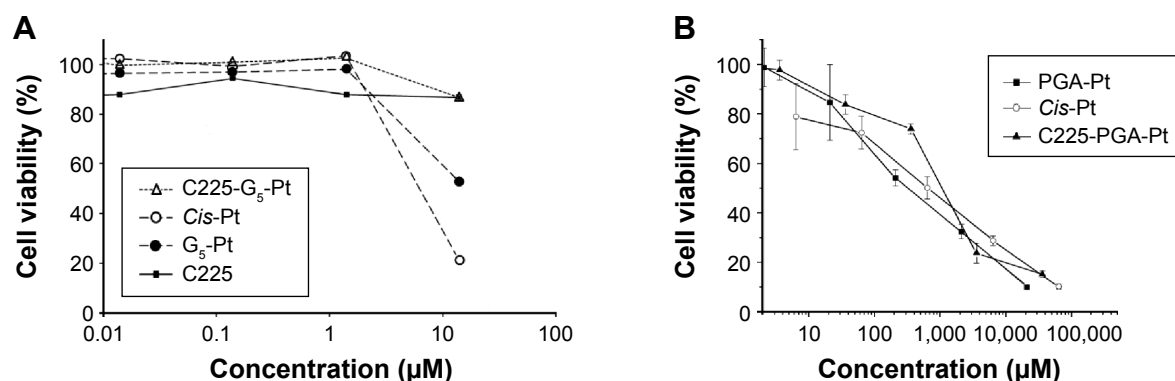 A
Cell viability (%)
100
80
60
40
20
0
C225-G₅-Pt
Cis-Pt
G₅-Pt
C225
0.01
0.1
1
10
100
Concentration (µM)
B
Cell viability (%)
100
80
60
40
20
0
PGA-Pt
Cis-Pt
C225-PGA-Pt
10
100
1,000
10,000
100,000
Concentration (µM)